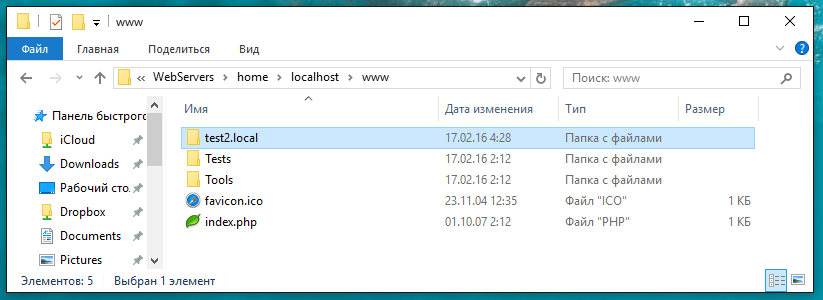 www
Файл Главная Поделиться Вид
« WebServers home localhost www Поиск: www
Имя Дата изменения Тип Размер
Панель быстрого
iCloud
Downloads
Рабочий сто.
Dropbox
Documents
Pictures
test2.local 17.02.16 4:28 Папка с файлами
Tests 17.02.16 2:12 Папка с файлами
Tools 17.02.16 2:12 Папка с файлами
favicon.ico 23.11.04 12:35 Файл "ICO" 1 КБ
index.php 01.10.07 2:12 Файл "PHP" 1 КБ
Элементов: 5 Выбран 1 элемент